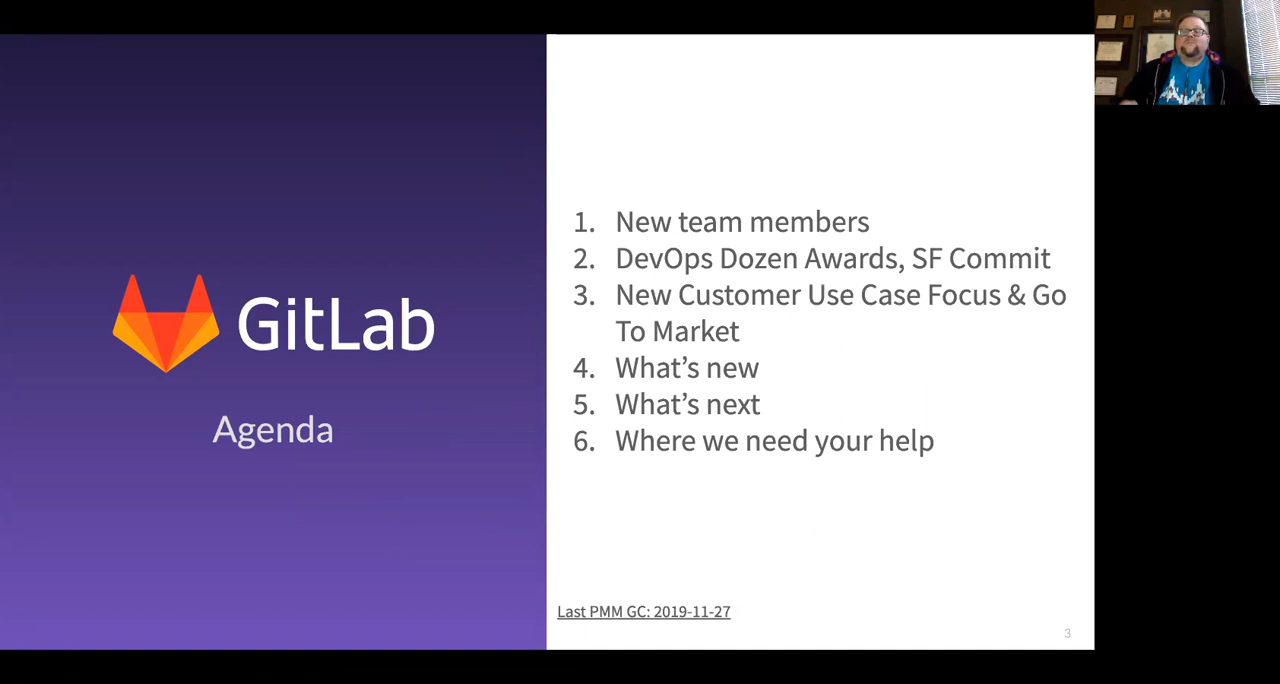 GitLab
Agenda
1. New team members
2. DevOps Dozen Awards, SF Commit
3. New Customer Use Case Focus & Go
To Market
4. What’s new
5. What’s next
6. Where we need your help
Last PMM GC: 2019-11-27
3